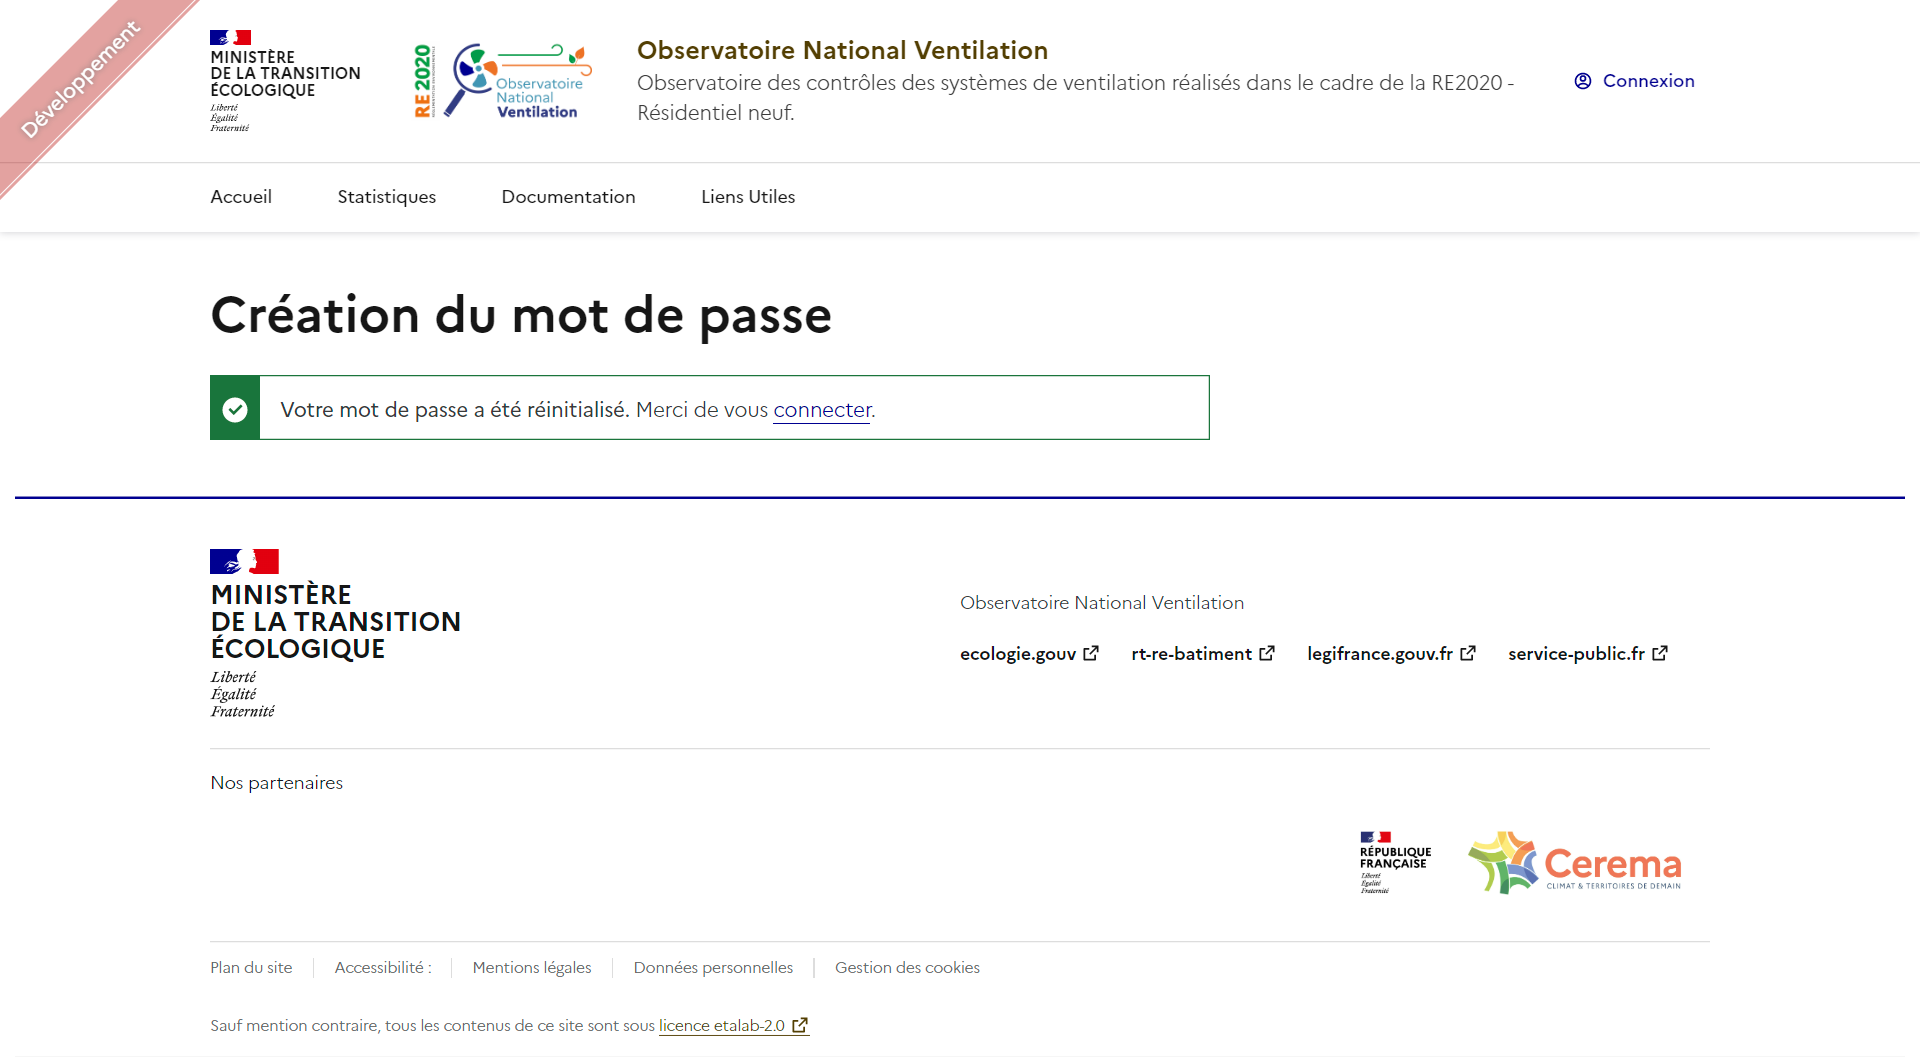 Développement
MINISTÈRE
DE LA TRANSITION
ÉCOLOGIQUE
Liberté
Égalité
Fraternité
RE 2020
Observatoire
National
Ventilation
Observatoire National Ventilation
Observatoire des contrôles des systèmes de ventilation réalisés dans le cadre de la RE2020 -
Résidentiel neuf.
Connexion
Accueil Statistiques Documentation Liens Utiles
Création du mot de passe
Votre mot de passe a été réinitialisé. Merci de vous connecter.
MINISTÈRE
DE LA TRANSITION
ÉCOLOGIQUE
Liberté
Égalité
Fraternité
Observatoire National Ventilation
ecologie.gouv rt-re-batiment legifrance.gouv.fr service-public.fr
Nos partenaires
RÉPUBLIQUE
FRANÇAISE
Liberté
Égalité
Fraternité
Cerema
CLIMAT & TERRITOIRES DE DEMAIN
Plan du site Accessibilité : Mentions légales Données personnelles Gestion des cookies
Sauf mention contraire, tous les contenus de ce site sont sous licence etalab-2.0